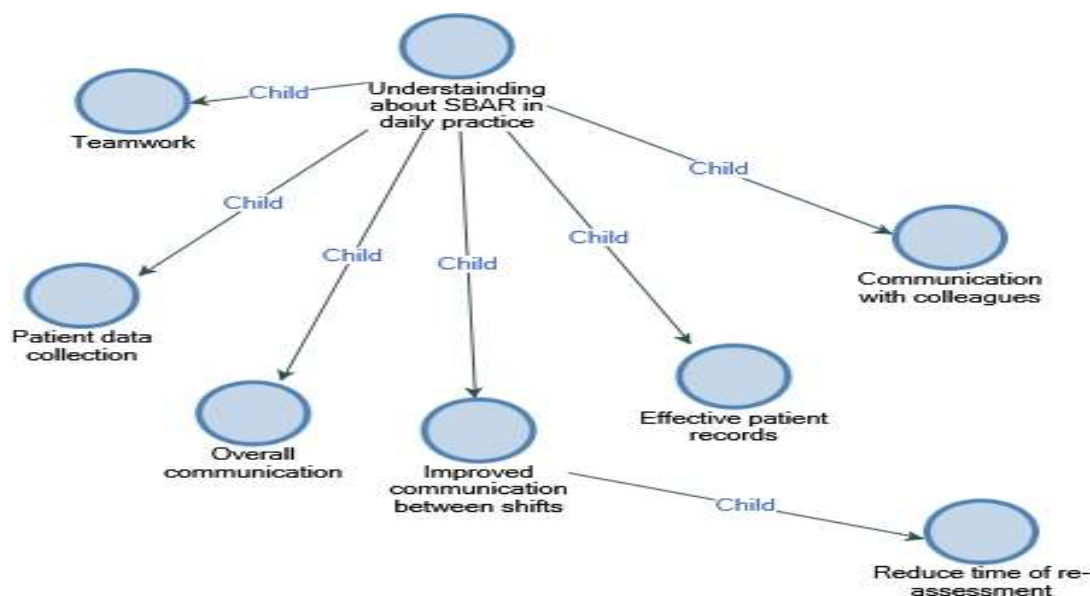 Understainding
about SBAR in
daily practice
Child
Teamwork
Child
Child
Communication
with colleagues
Child
Patient data
collection
Child
Overall
communication
Child
Improved
communication
between shifts
Child
Effective patient
records
Child
Reduce time of re-
assessment